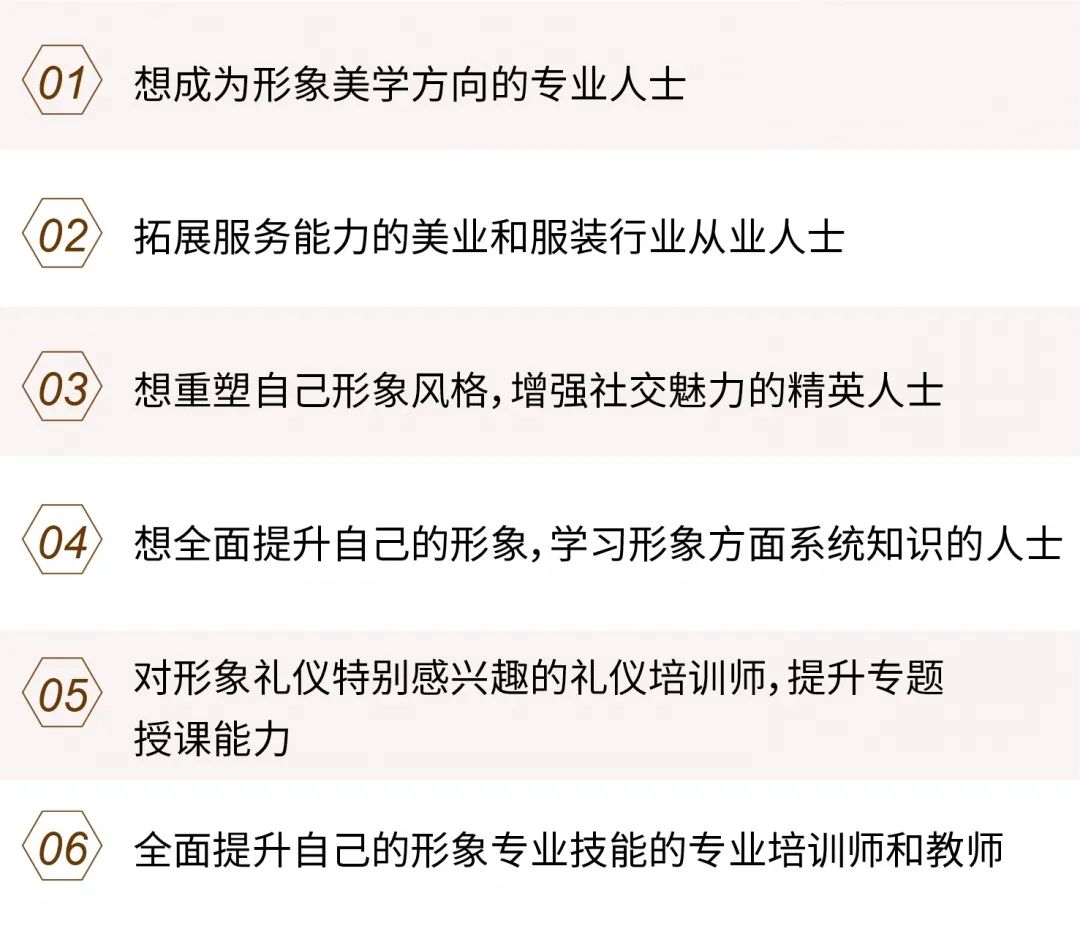 01 想成为形象美学方向的专业人士
02 拓展服务能力的美业和服装行业从业人士
03 想重塑自己形象风格，增强社交魅力的精英人士
04 想全面提升自己的形象，学习形象方面系统知识的人士
05 对形象礼仪特别感兴趣的礼仪培训师，提升专题
授课能力
06 全面提升自己的形象专业技能的专业培训师和教师